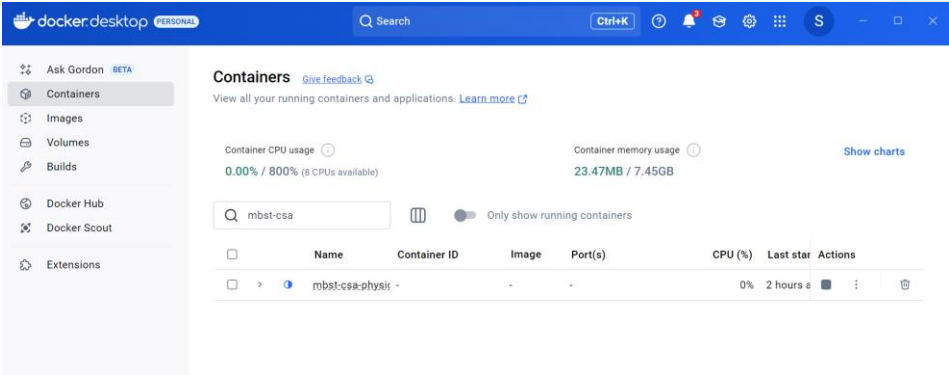 docker.desktop PERSONAL
Search
Ctrl+K
3
S
Ask Gordon BETA
Containers
Images
Volumes
Builds
Docker Hub
Docker Scout
Extensions
Containers Give feedback
View all your running containers and applications. Learn more
Container CPU usage
0.00% / 800% (8 CPUs available)
Container memory usage
23.47MB / 7.45GB
Show charts
mbst-csa
Only show running containers
Name Container ID Image Port(s) CPU (%) Last star Actions
mbst-csa-physic - - - 0% 2 hours a